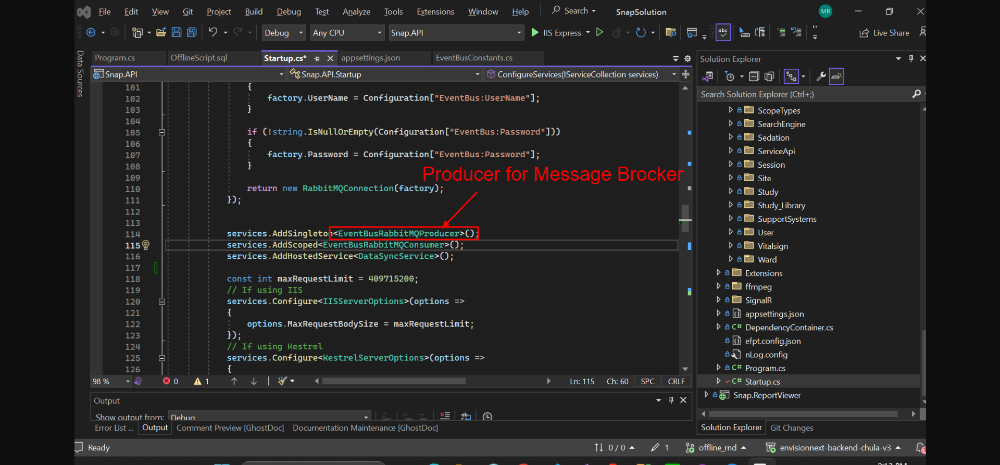 File Edit View Git Project Build Debug Test Analyze Tools Extensions Window Help Search SnapSolution MR
Debug Any CPU Snap.API IIS Express Live Share
Data Sources
Program.cs OfflineScript.sql Startup.cs* appsettings.json EventBusConstants.cs
Snap.API Snap.API.Startup ConfigureServices(IServiceCollection services)
101 {
102 factory.UserName = Configuration["EventBus:UserName"];
103 }
104
105 if (!string.IsNullOrEmpty(Configuration["EventBus:Password"]))
106 {
107 factory.Password = Configuration["EventBus:Password"];
108 }
109
Producer for Message Brocker
110 return new RabbitMQConnection(factory);
111 });
112
113
114 services.AddSingleton<EventBusRabbitMQProducer>();
115 services.AddScoped<EventBusRabbitMQConsumer>();
116 services.AddHostedService<DataSyncService>();
117
118 const int maxRequestLimit = 409715200;
119 // If using IIS
120 services.Configure<IISServerOptions>(options =>
121 {
122 options.MaxRequestBodySize = maxRequestLimit;
123 });
124 // If using Kestrel
125 services.Configure<KestrelServerOptions>(options =>
126 {
98 % 0 1 Ln: 115 Ch: 60 SPC CRLF
Output
Show output from: Debug
Error List ... Output Comment Preview [GhostDoc] Documentation Maintenance [GhostDoc]
Solution Explorer
Search Solution Explorer (Ctrl+;)
ScopeTypes
SearchEngine
Sedation
ServiceApi
Session
Site
Study
Study_Library
SupportSystems
User
Vitalsign
Ward
Extensions
ffmpeg
SignalR
appsettings.json
C# DependencyContainer.cs
efpt.config.json
nLog.config
C# Program.cs
C# Startup.cs
Snap.ReportViewer
Solution Explorer Git Changes
Ready 0 / 0 1 offline_rnd envisionnext-backend-chula-v3 1